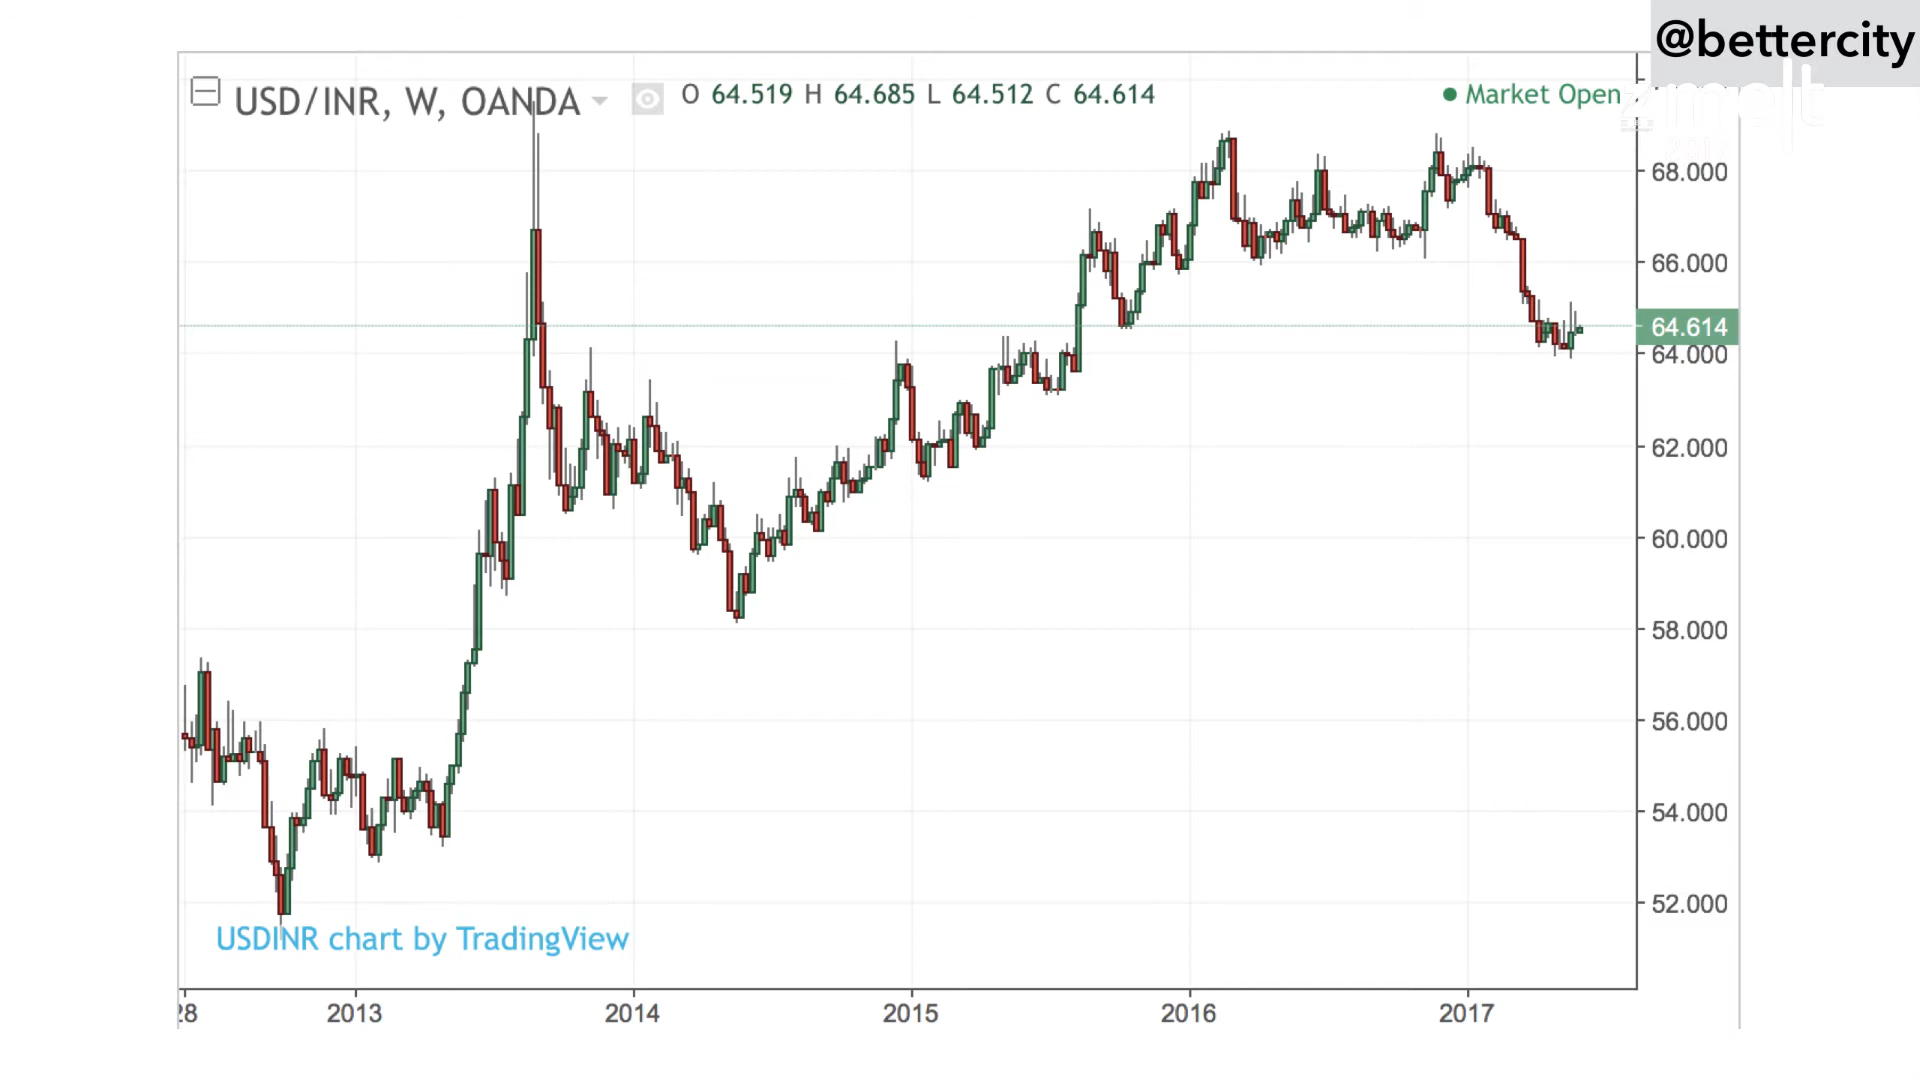 @bettercity
USD/INR, W, OANDA O 64.519 H 64.685 L 64.512 C 64.614 Market Open
zmelt
68.000
66.000
64.614
64.000
62.000
60.000
58.000
56.000
54.000
52.000
USDINR chart by TradingView
28 2013 2014 2015 2016 2017